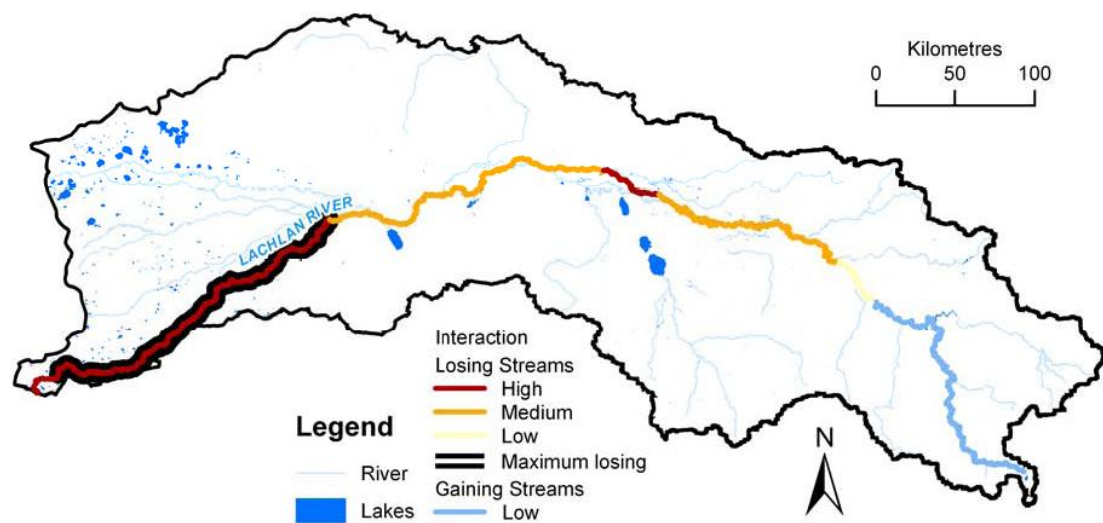 Kilometres
0 50 100
LACHLAN RIVER
Legend
River
Lakes
Interaction
Losing Streams
High
Medium
Low
Maximum losing
Gaining Streams
Low
N